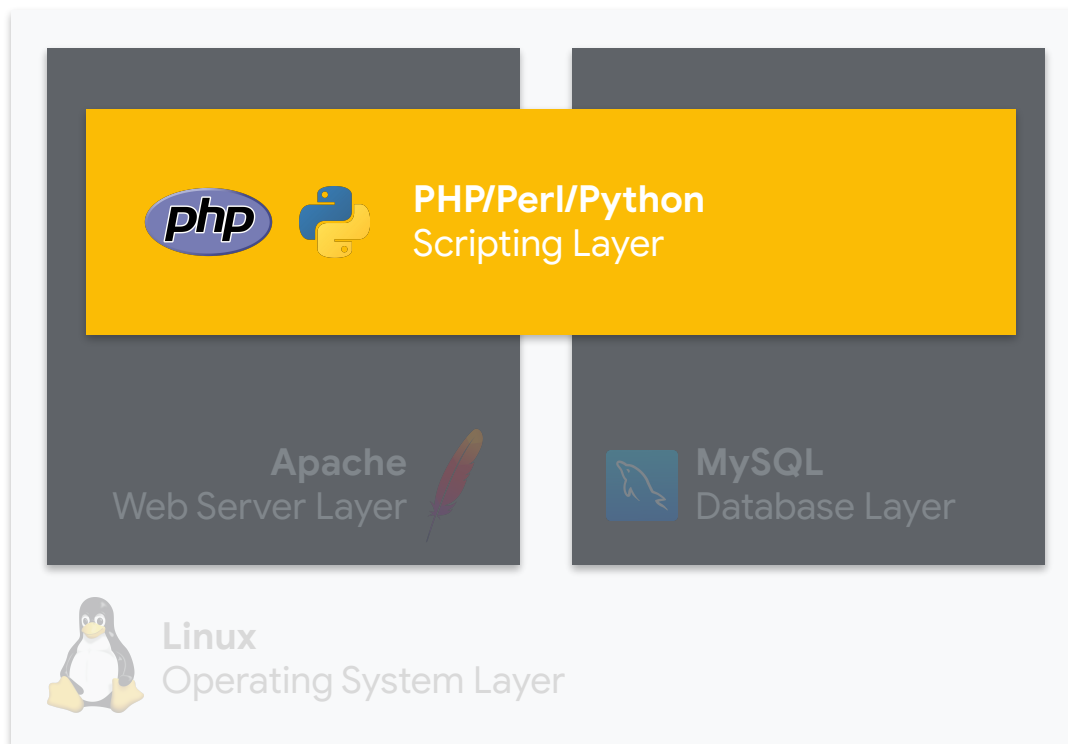 php
PHP/Perl/Python
Scripting Layer
Apache
Web Server Layer
MySQL
Database Layer
Linux
Operating System Layer